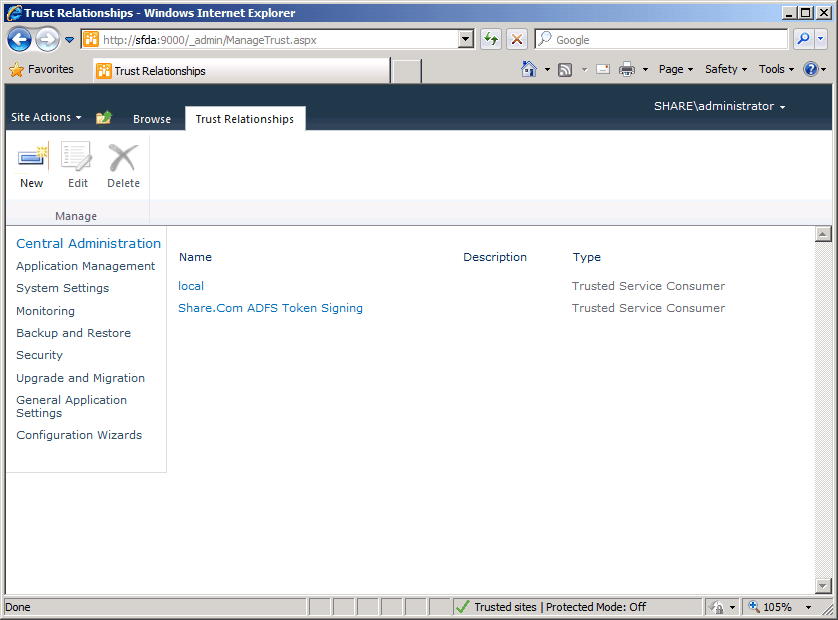 Trust Relationships - Windows Internet Explorer
http://sfda:9000/_admin/ManageTrust.aspx
Google
Favorites
Trust Relationships
Page
Safety
Tools
SHARE\administrator
Site Actions
Browse
Trust Relationships
New
Edit
Delete
Manage
Central Administration
Application Management
System Settings
Monitoring
Backup and Restore
Security
Upgrade and Migration
General Application
Settings
Configuration Wizards
Name Description Type
local Trusted Service Consumer
Share.Com ADFS Token Signing Trusted Service Consumer
Done
Trusted sites | Protected Mode: Off
105%